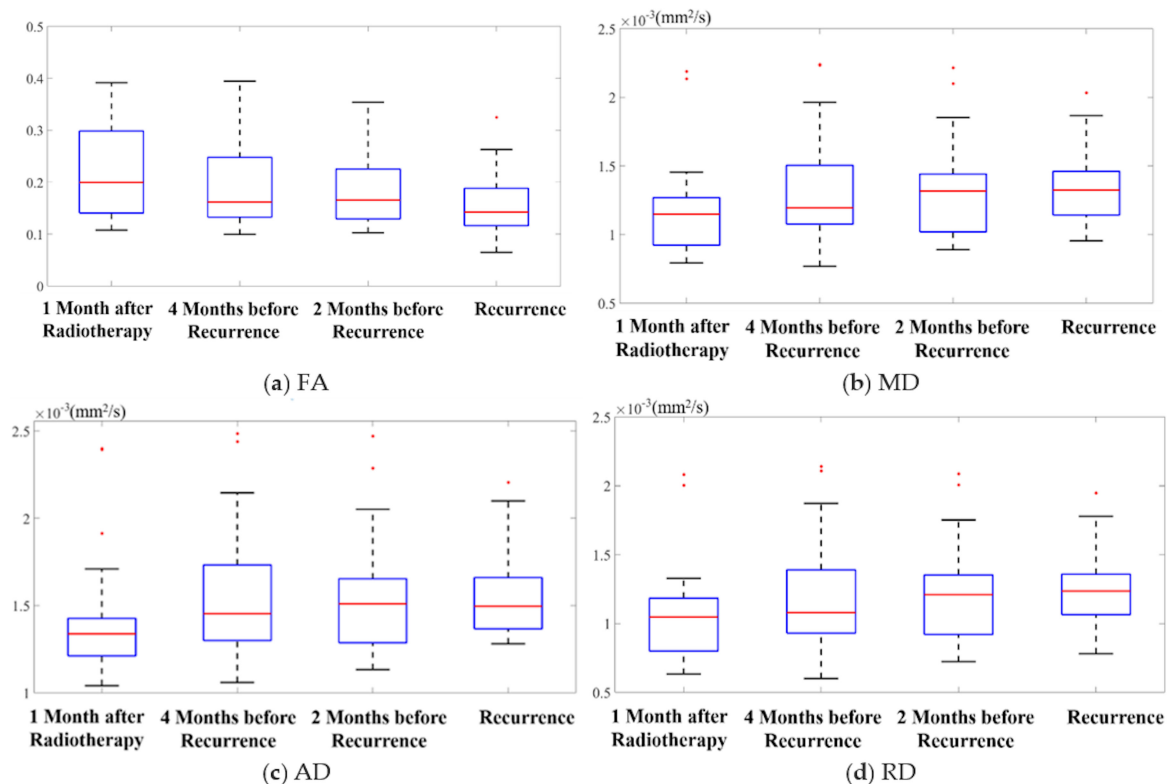 0.5
0.4
0.3
0.2
0.1
0
1 Month after 4 Months before 2 Months before Recurrence
Radiotherapy Recurrence Recurrence
(a) FA
×10⁻³(mm²/s)
2.5
2
1.5
1
0.5
1 Month after 4 Months before 2 Months before Recurrence
Radiotherapy Recurrence Recurrence
(b) MD
×10⁻³(mm²/s)
2.5
2
1.5
1
1 Month after 4 Months before 2 Months before Recurrence
Radiotherapy Recurrence Recurrence
(c) AD
×10⁻³(mm²/s)
2.5
2
1.5
1
0.5
1 Month after 4 Months before 2 Months before Recurrence
Radiotherapy Recurrence Recurrence
(d) RD